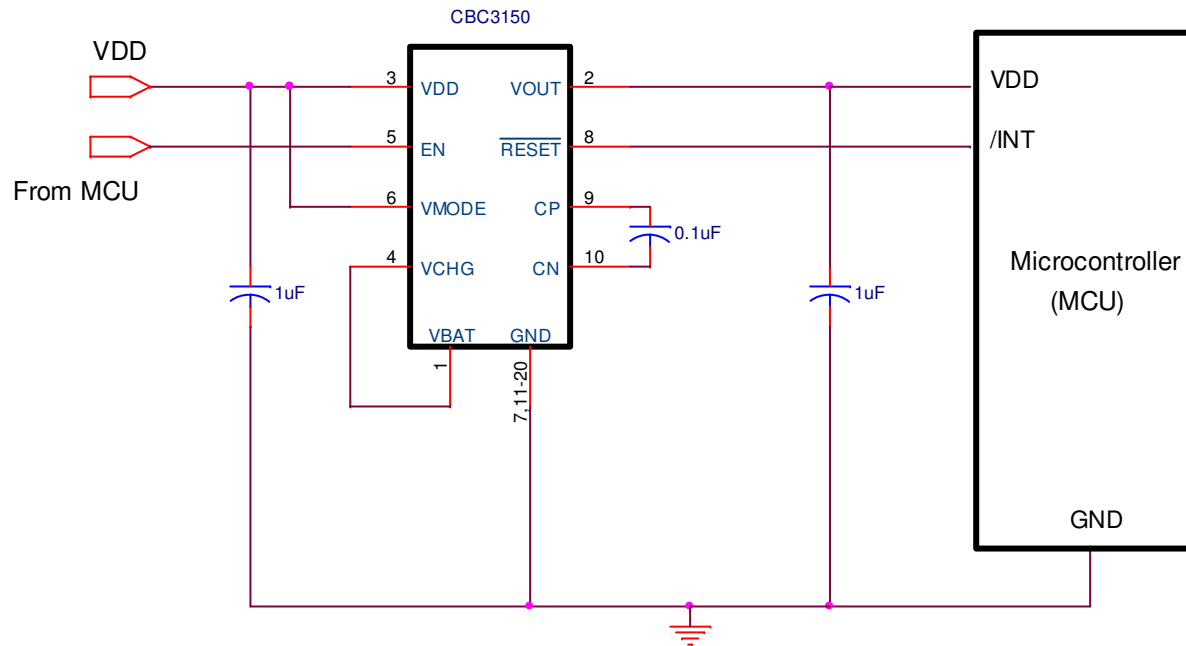 CBC3150
VDD
3
VDD
VOUT
2
VDD
5
EN
RESET
8
/INT
From MCU
6
VMODE
CP
9
0.1uF
4
VCHG
CN
10
Microcontroller
(MCU)
1uF
1uF
VBAT
GND
1
7,11-20
GND